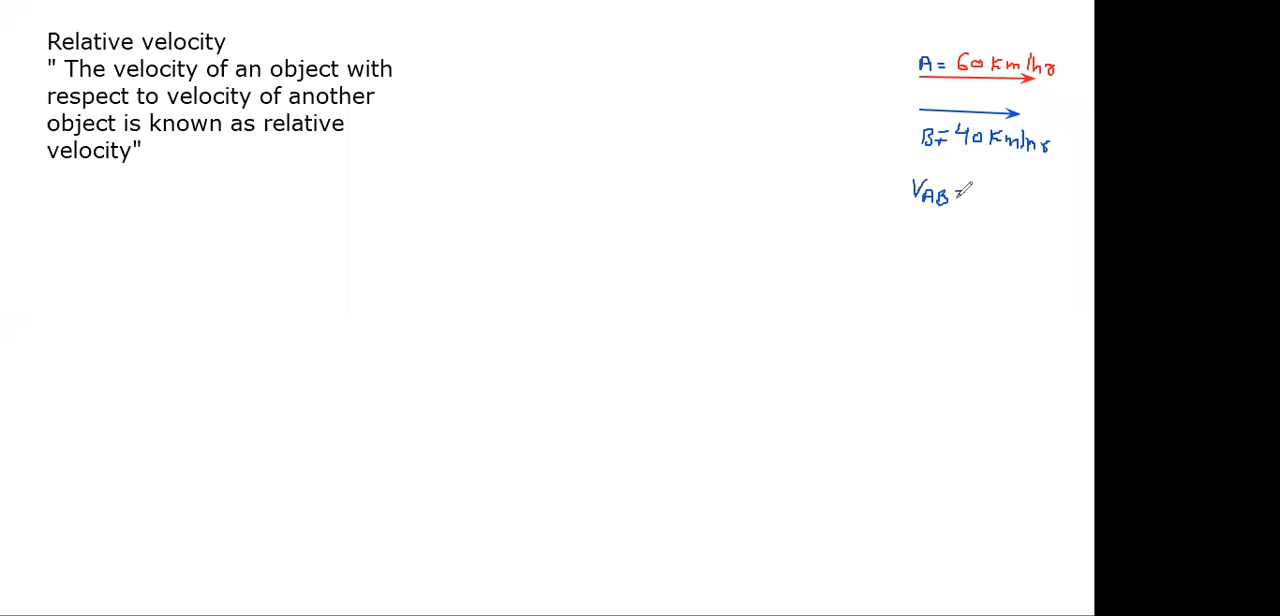 Relative velocity
" The velocity of an object with
respect to velocity of another
object is known as relative
velocity"
A = 60 Km/hr
B = 40 Km/hr
VAB =